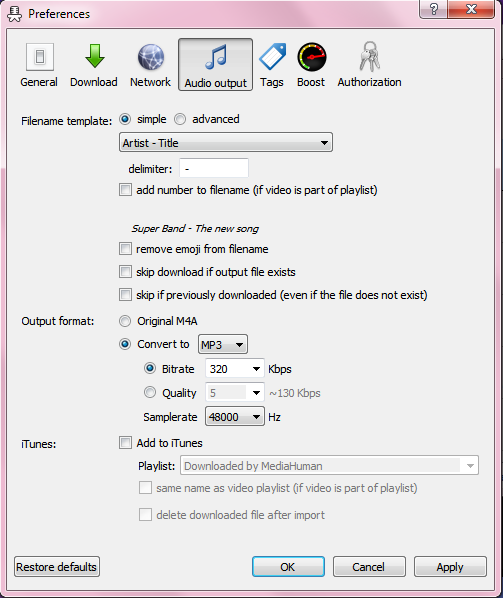 Preferences
General Download Network Audio output Tags Boost Authorization
Filename template: simple advanced
Artist - Title
delimiter: -
add number to filename (if video is part of playlist)
Super Band - The new song
remove emoji from filename
skip download if output file exists
skip if previously downloaded (even if the file does not exist)
Output format: Original M4A
Convert to MP3
Bitrate 320 Kbps
Quality 5 ~130 Kbps
Samplerate 48000 Hz
iTunes: Add to iTunes
Playlist: Downloaded by MediaHuman
same name as video playlist (if video is part of playlist)
delete downloaded file after import
Restore defaults OK Cancel Apply